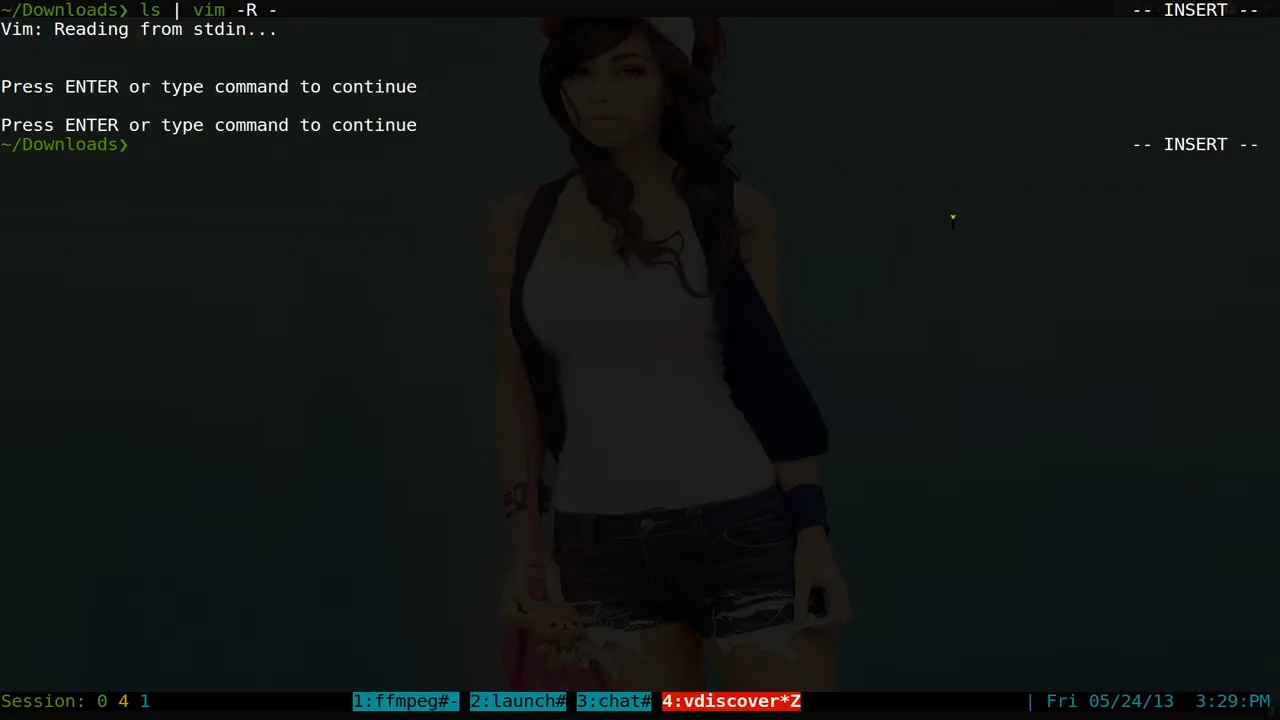 ~/Downloads❯ ls | vim -R - -- INSERT --
Vim: Reading from stdin...
Press ENTER or type command to continue
Press ENTER or type command to continue
~/Downloads❯ -- INSERT --
Session: 0 4 1 1:ffmpeg#- 2:launch# 3:chat# 4:vdiscover*Z | Fri 05/24/13 3:29:PM